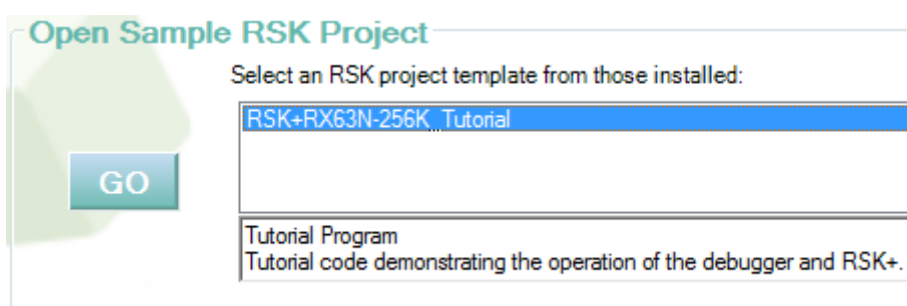 Open Sample RSK Project
Select an RSK project template from those installed:
RSK+RX63N-256K_Tutorial
GO
Tutorial Program
Tutorial code demonstrating the operation of the debugger and RSK+.